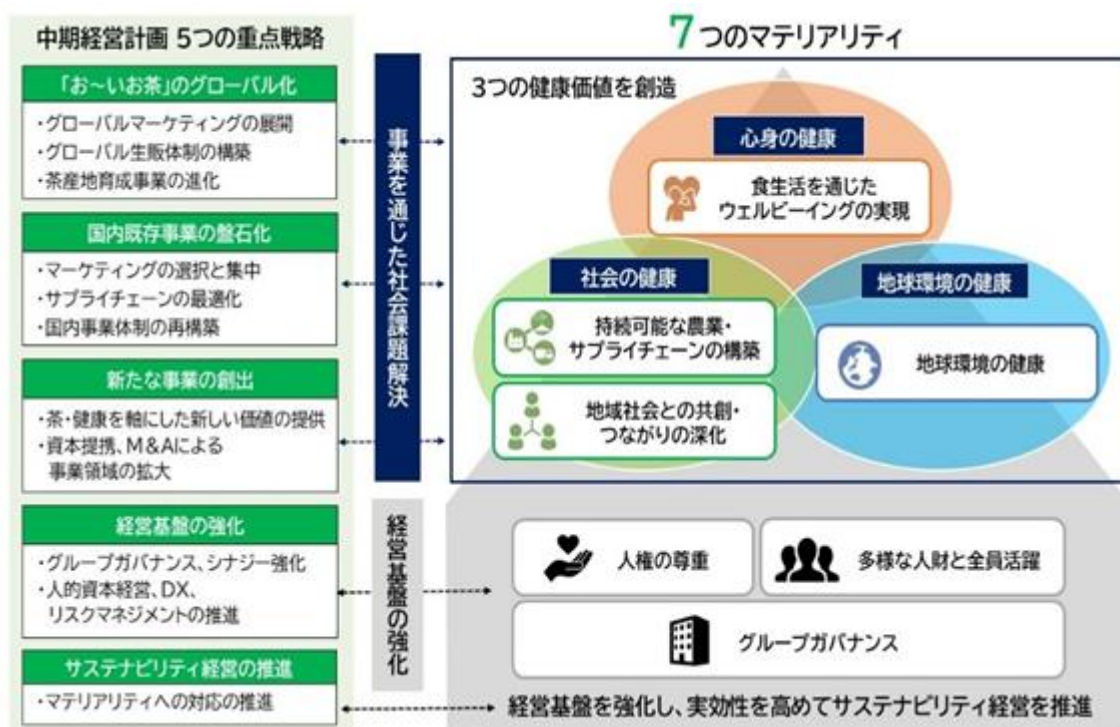 中期経営計画 5つの重点戦略
「お～いお茶」のグローバル化
・グローバルマーケティングの展開
・グローバル生販体制の構築
・茶産地育成事業の進化
国内既存事業の盤石化
・マーケティングの選択と集中
・サプライチェーンの最適化
・国内事業体制の再構築
新たな事業の創出
・茶・健康を軸にした新しい価値の提供
・資本提携、M&Aによる
事業領域の拡大
経営基盤の強化
・グループガバナンス、シナジー強化
・人的資本経営、DX、
リスクマネジメントの推進
サステナビリティ経営の推進
・マテリアリティへの対応の推進
事業を通じた社会課題解決
経営基盤の強化
7つのマテリアリティ
3つの健康価値を創造
心身の健康
食生活を通じた
ウェルビーイングの実現
社会の健康
持続可能な農業・
サプライチェーンの構築
地域社会との共創・
つながりの深化
地球環境の健康
地球環境の健康
人権の尊重
多様な人財と全員活躍
グループガバナンス
経営基盤を強化し、実効性を高めてサステナビリティ経営を推進